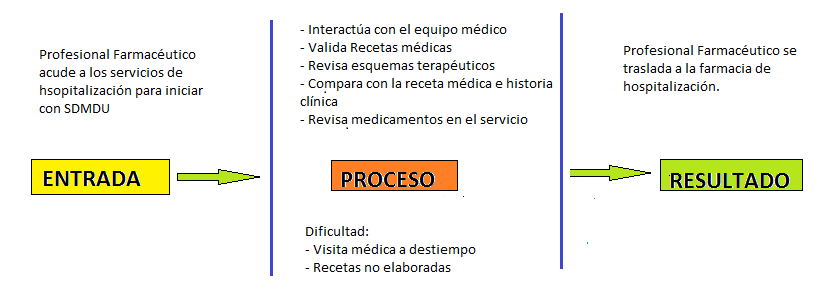 Profesional Farmacéutico
acude a los servicios de
hsopitalización para iniciar
con SDMDU
ENTRADA
- Interactúa con el equipo médico
- Valida Recetas médicas
- Revisa esquemas terapéuticos
- Compara con la receta médica e historia
clínica
- Revisa medicamentos en el servicio
PROCESO
Dificultad:
- Visita médica a destiempo
- Recetas no elaboradas
Profesional Farmacéutico se
traslada a la farmacia de
hospitalización.
RESULTADO